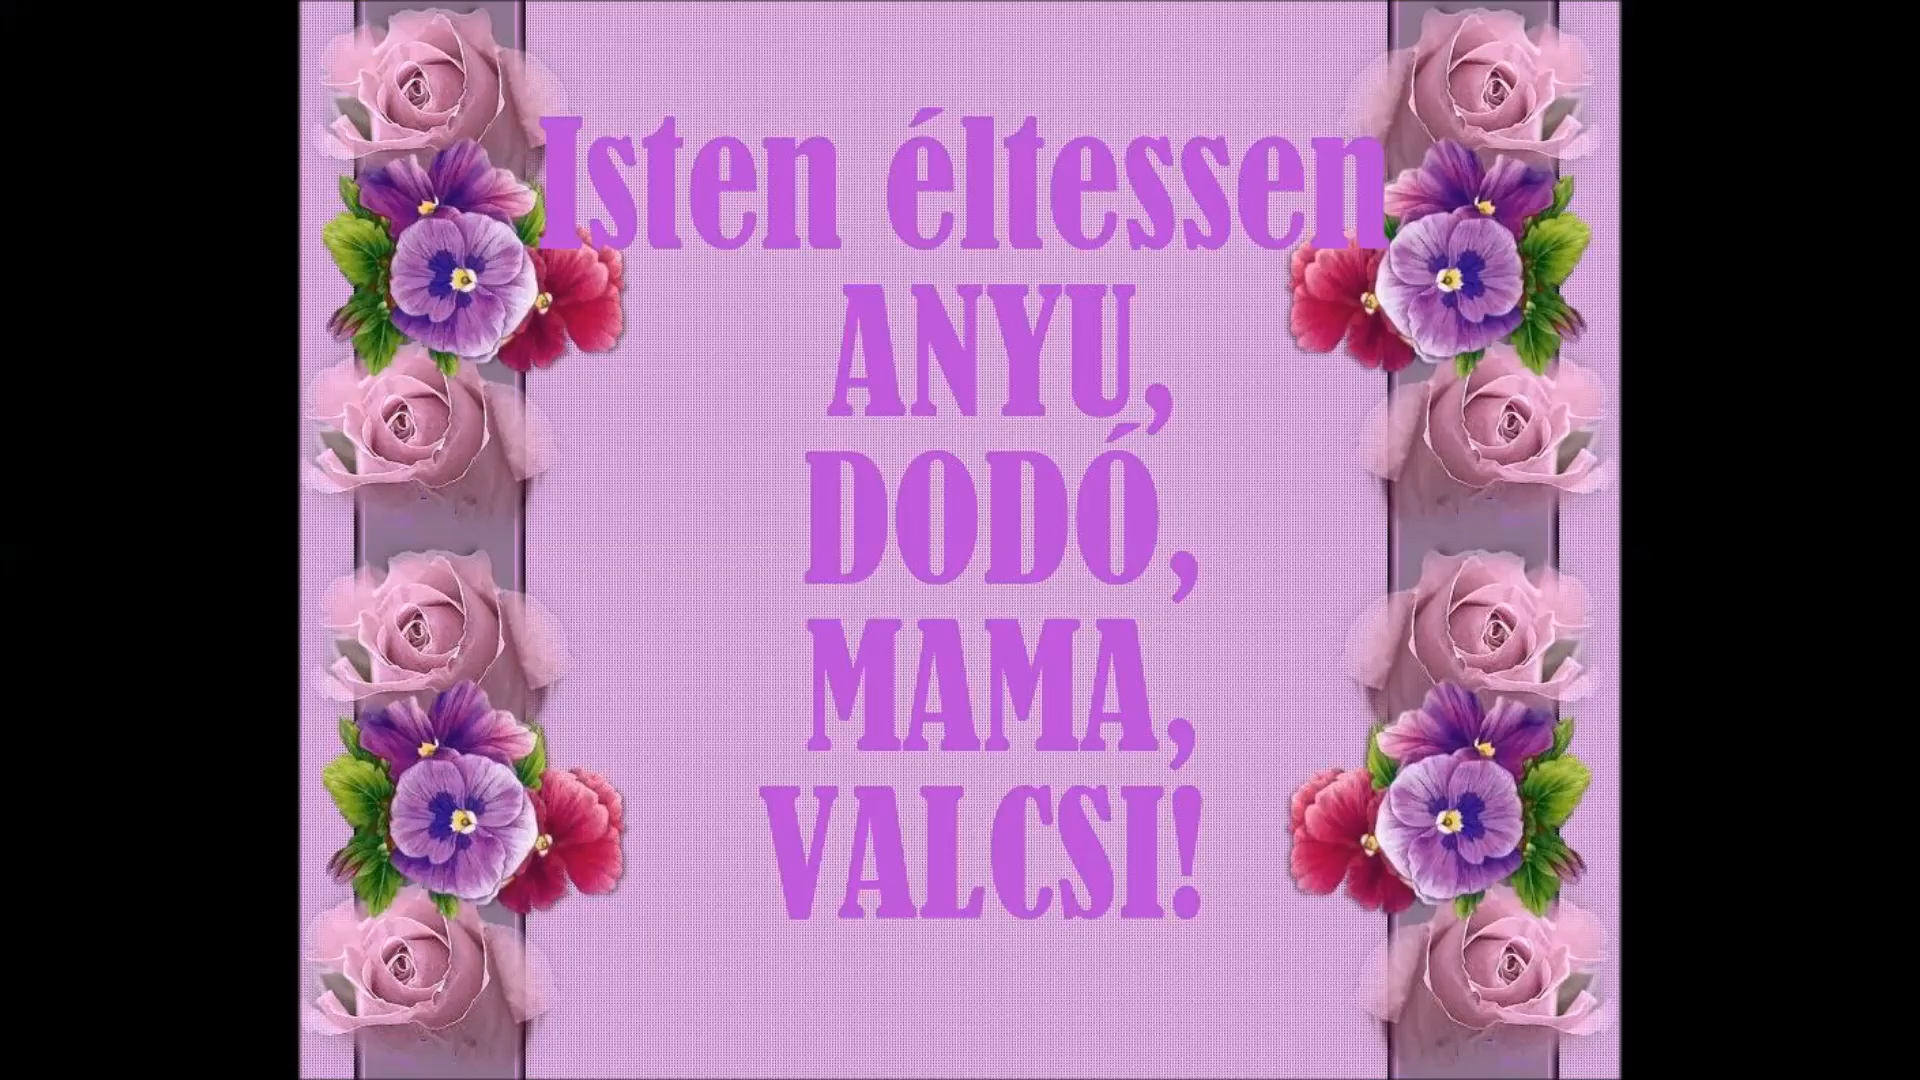 Isten éltessen
ANYU,
DODÓ,
MAMA,
VALCSI!